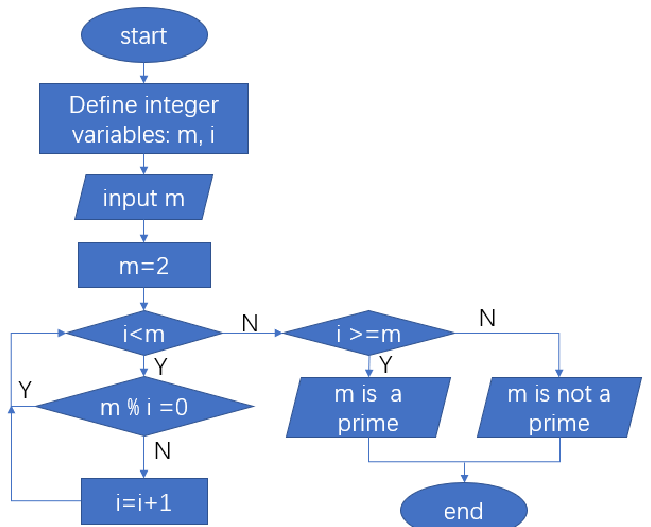 start
Define integer
variables: m, i
input m
m=2
i<m
N
i >=m
N
Y
Y
Y
m % i =0
m is a
prime
m is not a
prime
N
i=i+1
end